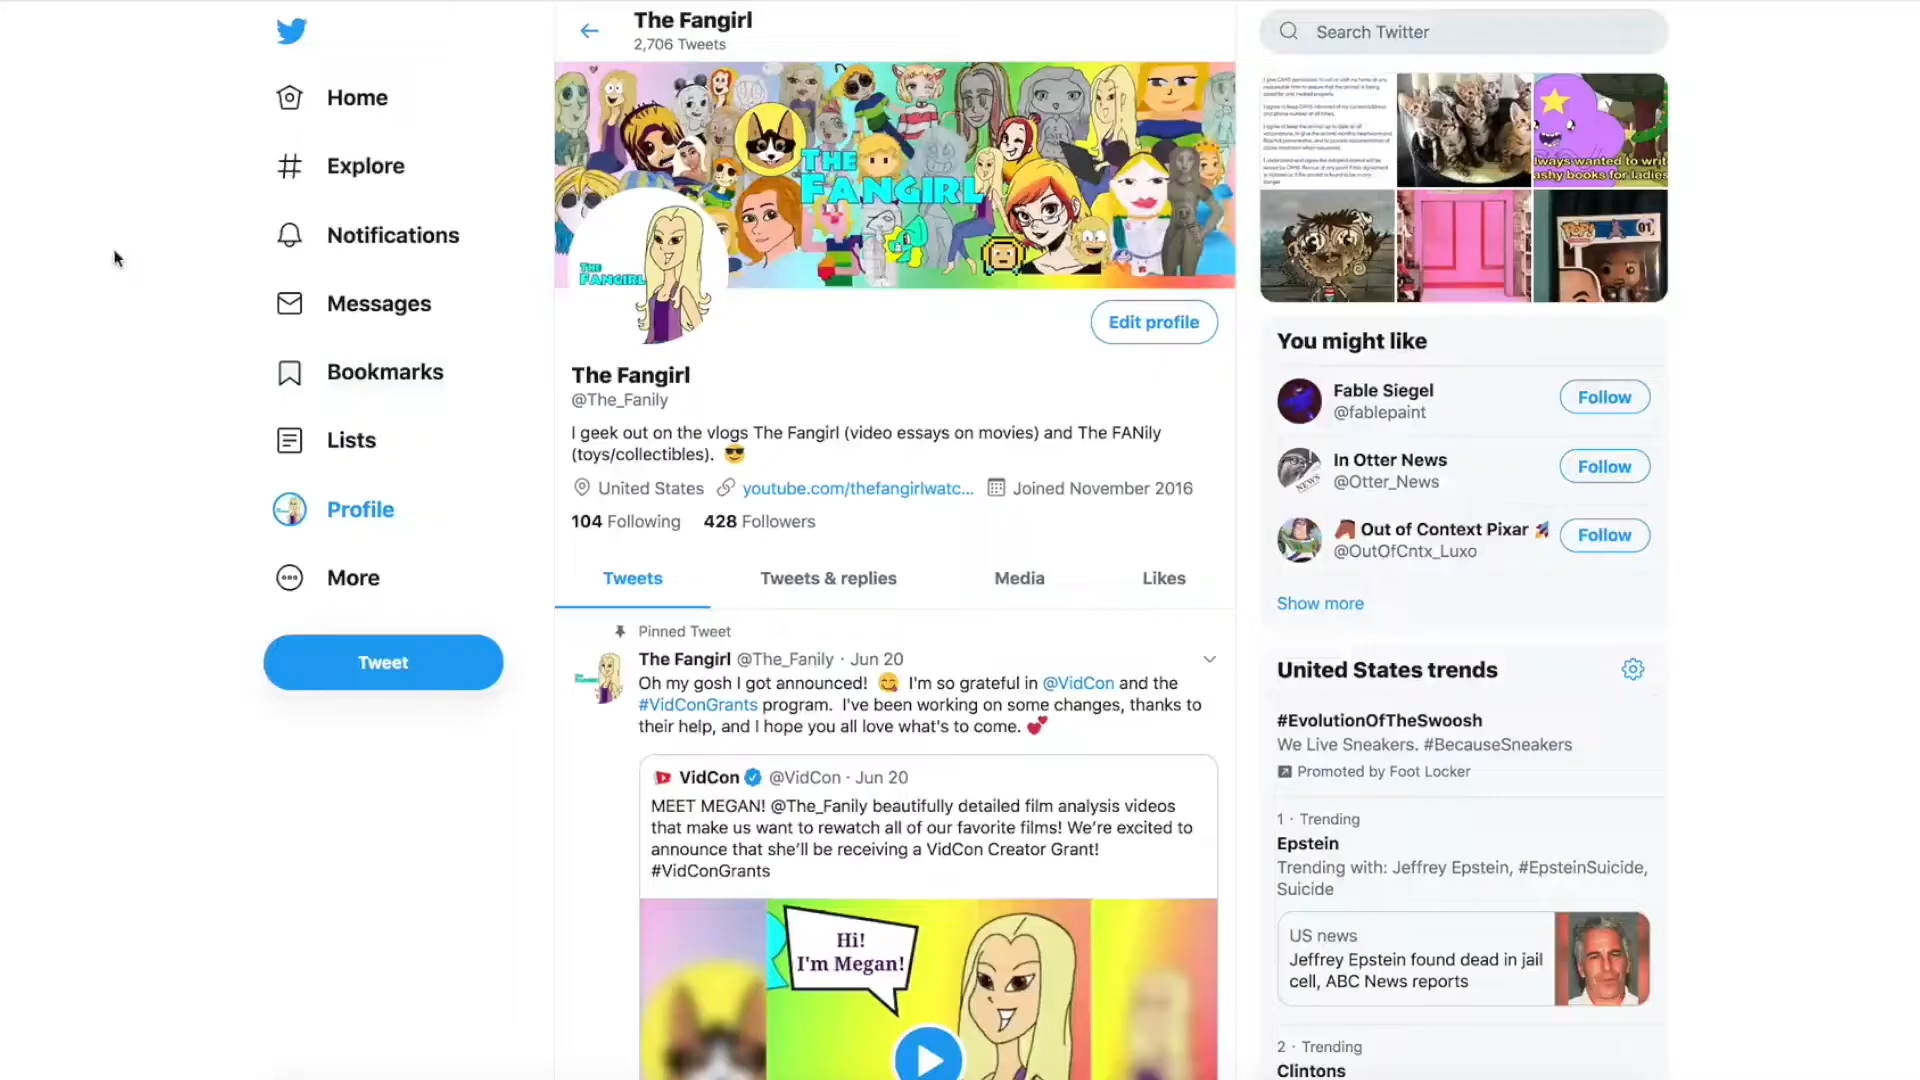 Home
Explore
Notifications
Messages
Bookmarks
Lists
Profile
More
Tweet
The Fangirl
2,706 Tweets
THE
FANGIRL
THE
FANGIRL
Edit profile
The Fangirl
@The_Fanily
I geek out on the vlogs The Fangirl (video essays on movies) and The FANily
(toys/collectibles). 😎
United States youtube.com/thefangirlwatc... Joined November 2016
104 Following 428 Followers
Tweets Tweets & replies Media Likes
Pinned Tweet
The Fangirl @The_Fanily · Jun 20
Oh my gosh I got announced! 😋 I'm so grateful in @VidCon and the
#VidConGrants program. I've been working on some changes, thanks to
their help, and I hope you all love what's to come. 💕
VidCon @VidCon · Jun 20
MEET MEGAN! @The_Fanily beautifully detailed film analysis videos
that make us want to rewatch all of our favorite films! We're excited to
announce that she'll be receiving a VidCon Creator Grant!
#VidConGrants
Hi!
I'm Megan!
Search Twitter
always wanted to write
ashy books for ladies
POP!
01
You might like
Fable Siegel
@fablepaint
Follow
In Otter News
@Otter_News
Follow
NEWS
Out of Context Pixar 🚀
@OutOfCntx_Luxo
Follow
Show more
United States trends
#EvolutionOfTheSwoosh
We Live Sneakers. #BecauseSneakers
Promoted by Foot Locker
1 · Trending
Epstein
Trending with: Jeffrey Epstein, #EpsteinSuicide,
Suicide
US news
Jeffrey Epstein found dead in jail
cell, ABC News reports
2 · Trending
Clintons